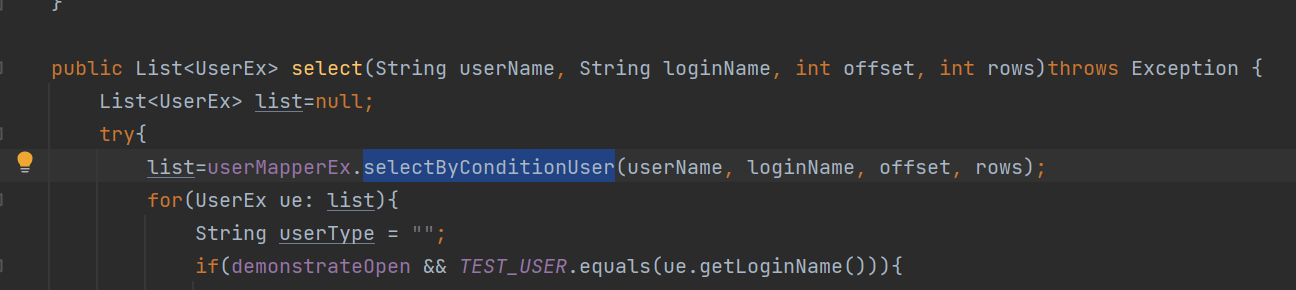 }
public List<UserEx> select(String userName, String loginName, int offset, int rows)throws Exception {
List<UserEx> list=null;
try{
list=userMapperEx.selectByConditionUser(userName, loginName, offset, rows);
for(UserEx ue: list){
String userType = "";
if(demonstrateOpen && TEST_USER.equals(ue.getLoginName())){